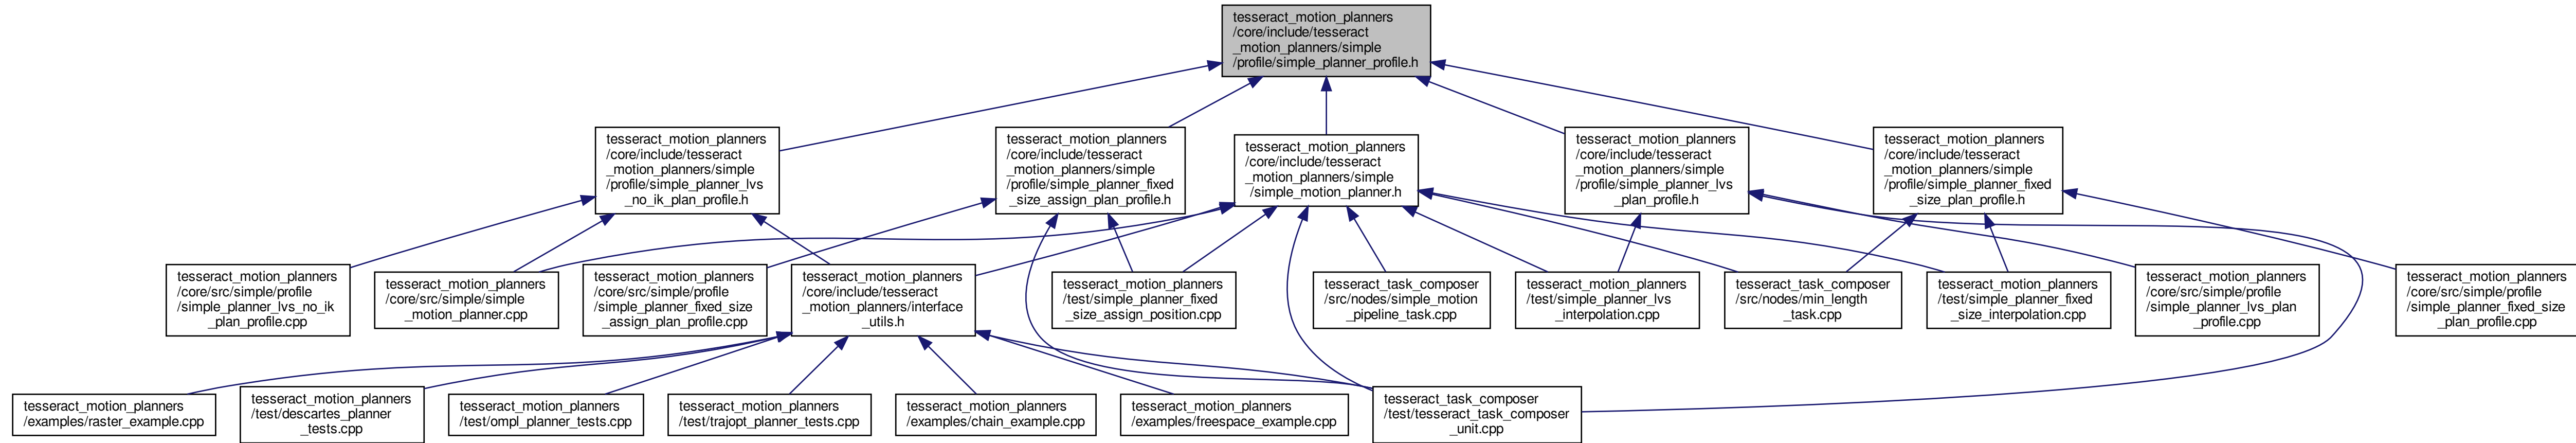 tesseract_motion_planners
/core/include/tesseract
_motion_planners/simple
/profile/simple_planner_profile.h
tesseract_motion_planners
/core/include/tesseract
_motion_planners/simple
/profile/simple_planner_lvs
_no_ik_plan_profile.h
tesseract_motion_planners
/core/include/tesseract
_motion_planners/simple
/profile/simple_planner_fixed
_size_assign_plan_profile.h
tesseract_motion_planners
/core/include/tesseract
_motion_planners/simple
/simple_motion_planner.h
tesseract_motion_planners
/core/include/tesseract
_motion_planners/simple
/profile/simple_planner_lvs
_plan_profile.h
tesseract_motion_planners
/core/include/tesseract
_motion_planners/simple
/profile/simple_planner_fixed
_size_plan_profile.h
tesseract_motion_planners
/core/src/simple/profile
/simple_planner_lvs_no_ik
_plan_profile.cpp
tesseract_motion_planners
/core/src/simple/simple
_motion_planner.cpp
tesseract_motion_planners
/core/src/simple/profile
/simple_planner_fixed_size
_assign_plan_profile.cpp
tesseract_motion_planners
/core/include/tesseract
_motion_planners/interface
_utils.h
tesseract_motion_planners
/test/simple_planner_fixed
_size_assign_position.cpp
tesseract_task_composer
/src/nodes/simple_motion
_pipeline_task.cpp
tesseract_motion_planners
/test/simple_planner_lvs
_interpolation.cpp
tesseract_task_composer
/src/nodes/min_length
_task.cpp
tesseract_motion_planners
/test/simple_planner_fixed
_size_interpolation.cpp
tesseract_motion_planners
/core/src/simple/profile
/simple_planner_lvs_plan
_profile.cpp
tesseract_motion_planners
/core/src/simple/profile
/simple_planner_fixed_size
_plan_profile.cpp
tesseract_motion_planners
/examples/raster_example.cpp
tesseract_motion_planners
/test/descartes_planner
_tests.cpp
tesseract_motion_planners
/test/ompl_planner_tests.cpp
tesseract_motion_planners
/test/trajopt_planner_tests.cpp
tesseract_motion_planners
/examples/chain_example.cpp
tesseract_motion_planners
/examples/freespace_example.cpp
tesseract_task_composer
/test/tesseract_task_composer
_unit.cpp